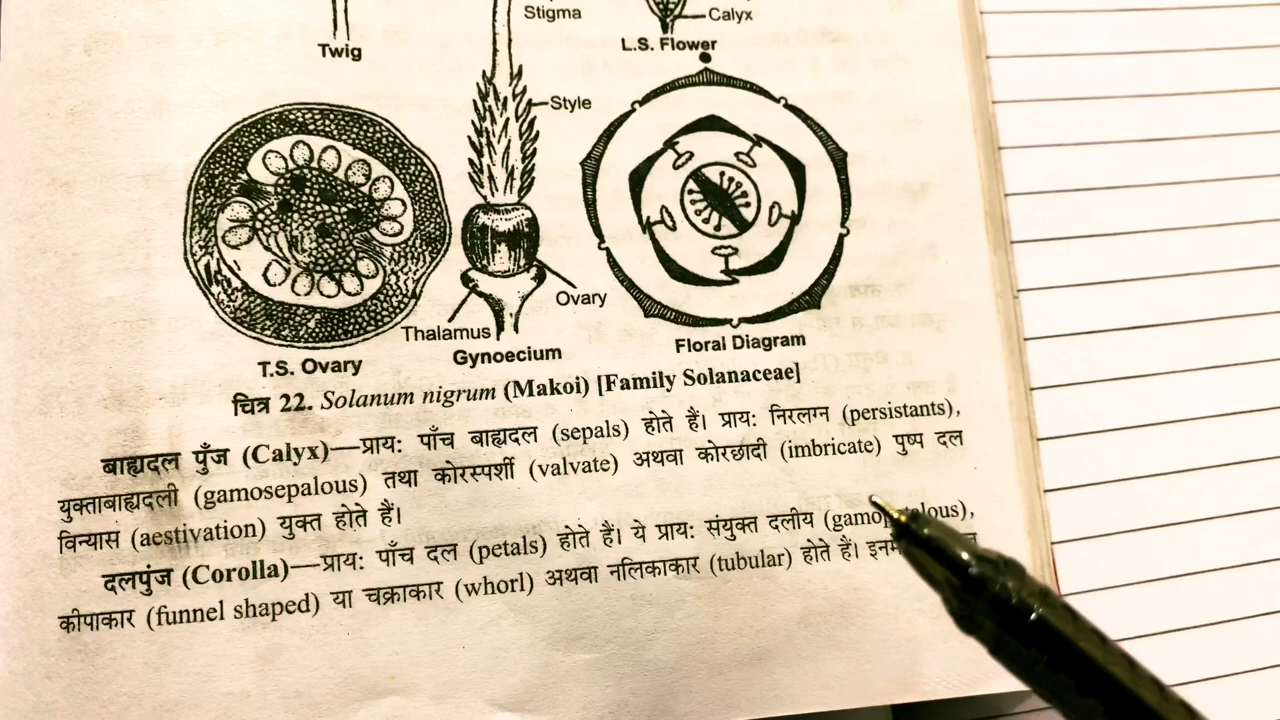 Stigma
Calyx
Twig
L.S. Flower
Style
Ovary
Thalamus
T.S. Ovary
Gynoecium
Floral Diagram
चित्र 22. Solanum nigrum (Makoi) [Family Solanaceae]
बाह्यदल पुँज (Calyx)—प्राय: पाँच बाह्यदल (sepals) होते हैं। प्राय: निरलग्न (persistants),
युक्ताबाह्यदली (gamosepalous) तथा कोरस्पर्शी (valvate) अथवा कोरछादी (imbricate) पुष्प दल
विन्यास (aestivation) युक्त होते हैं।
दलपुंज (Corolla)—प्राय: पाँच दल (petals) होते हैं। ये प्राय: संयुक्त दलीय
कीपाकार (funnel shaped) या चक्राकार (whorl) अथवा नलिकाकार (tubular) होते हैं।